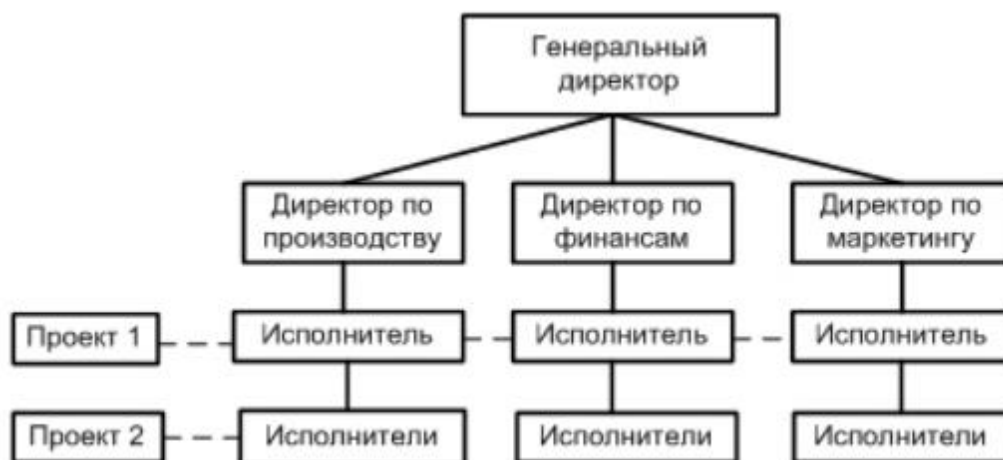 Генеральный
директор
Директор по
производству
Директор по
финансам
Директор по
маркетингу
Проект 1
Исполнитель
Исполнитель
Исполнитель
Проект 2
Исполнители
Исполнители
Исполнители